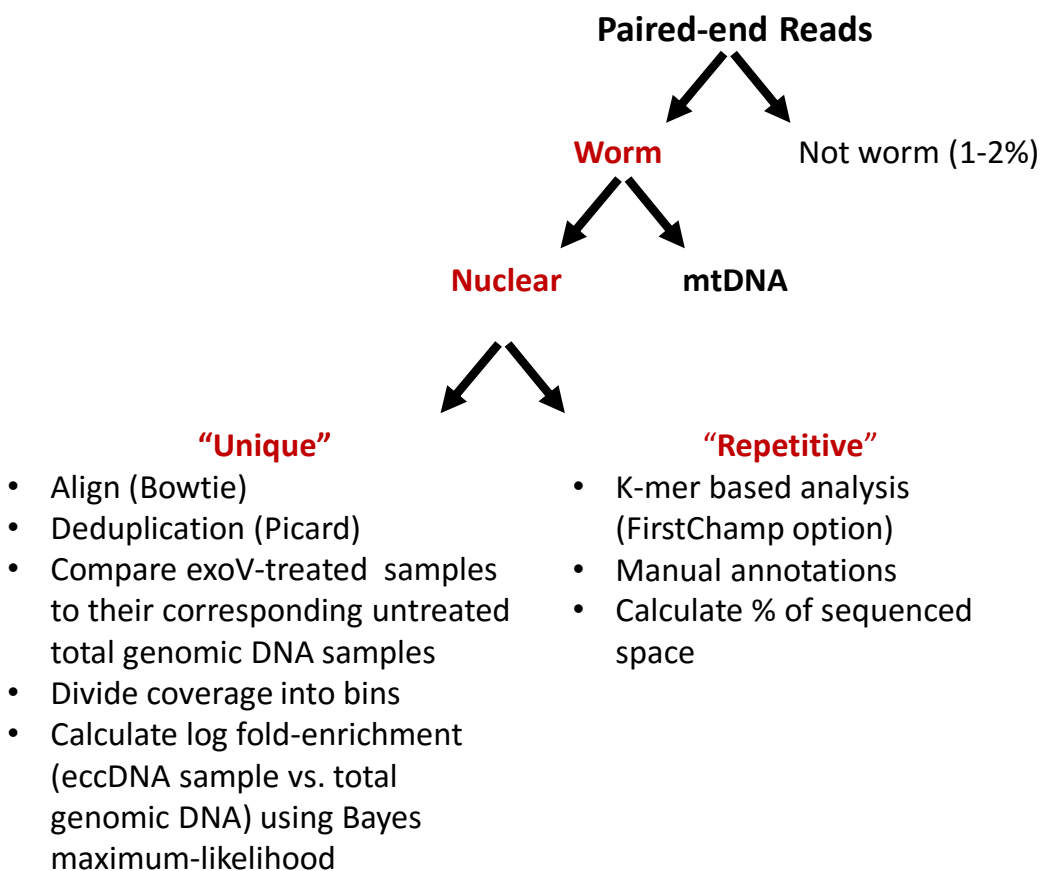 Paired-end Reads
Worm
Not worm (1-2%)
Nuclear
mtDNA
“Unique”
• Align (Bowtie)
• Deduplication (Picard)
• Compare exoV-treated samples
to their corresponding untreated
total genomic DNA samples
• Divide coverage into bins
• Calculate log fold-enrichment
(eccDNA sample vs. total
genomic DNA) using Bayes
maximum-likelihood
“Repetitive”
• K-mer based analysis
(FirstChamp option)
• Manual annotations
• Calculate % of sequenced
space